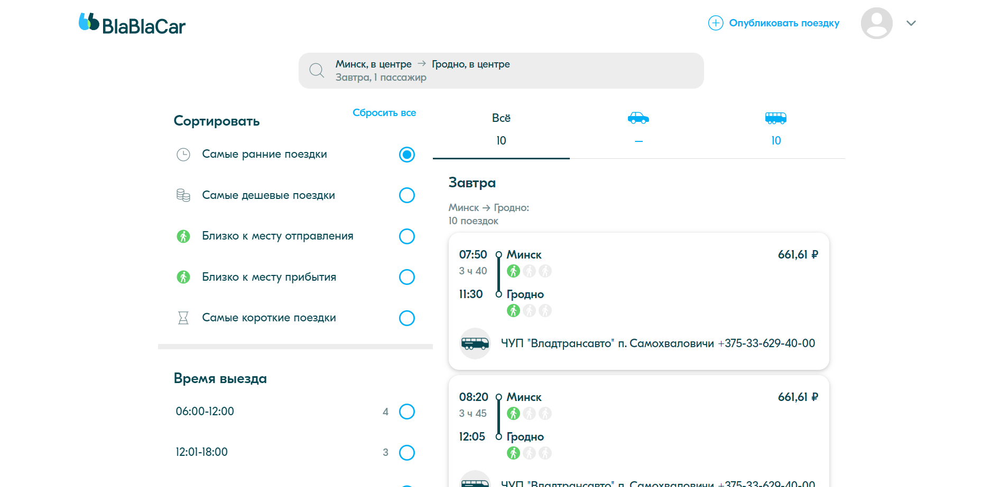 BlaBlaCar
Опубликовать поездку
Минск, в центре → Гродно, в центре
Завтра, 1 пассажир
Сортировать
Сбросить все
Самые ранние поездки
Самые дешевые поездки
Близко к месту отправления
Близко к месту прибытия
Самые короткие поездки
Время выезда
06:00-12:00 4
12:01-18:00 3
Всё
10 – 10
Завтра
Минск → Гродно:
10 поездок
07:50 Минск 661,61 ₽
3 ч 40
11:30 Гродно
ЧУП "Владтрансавто" п. Самохваловичи +375-33-629-40-00
08:20 Минск 661,61 ₽
3 ч 45
12:05 Гродно
ЧУП "Владтрансавто" п. Самохваловичи +375-33-629-40-00